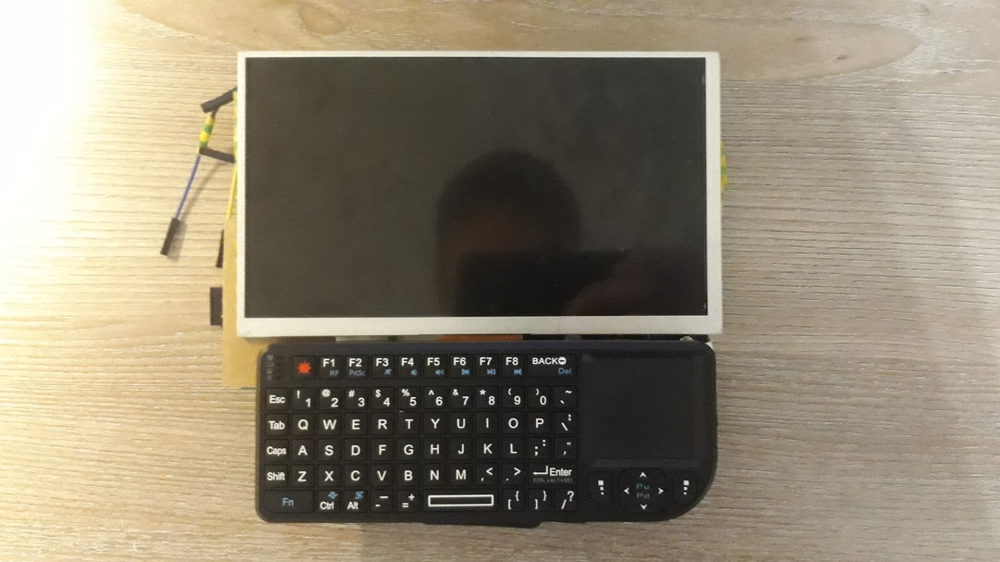 F1 F2 F3 F4 F5 F6 F7 F8 BACK
RF PrtSc Del
Esc ! 1 @ 2 # 3 $ 4 % 5 ^ 6 & 7 * 8 ( 9 ) 0 ` ~
Tab Q W E R T Y U I O P \ ¦
Caps A S D F G H J K L ; : , "
Shift Z X C V B N M , < . > Enter
CTRL+ALT+DEL
Fn Ctrl Alt - _ = + [ { ] } / ?
Pu
Pd